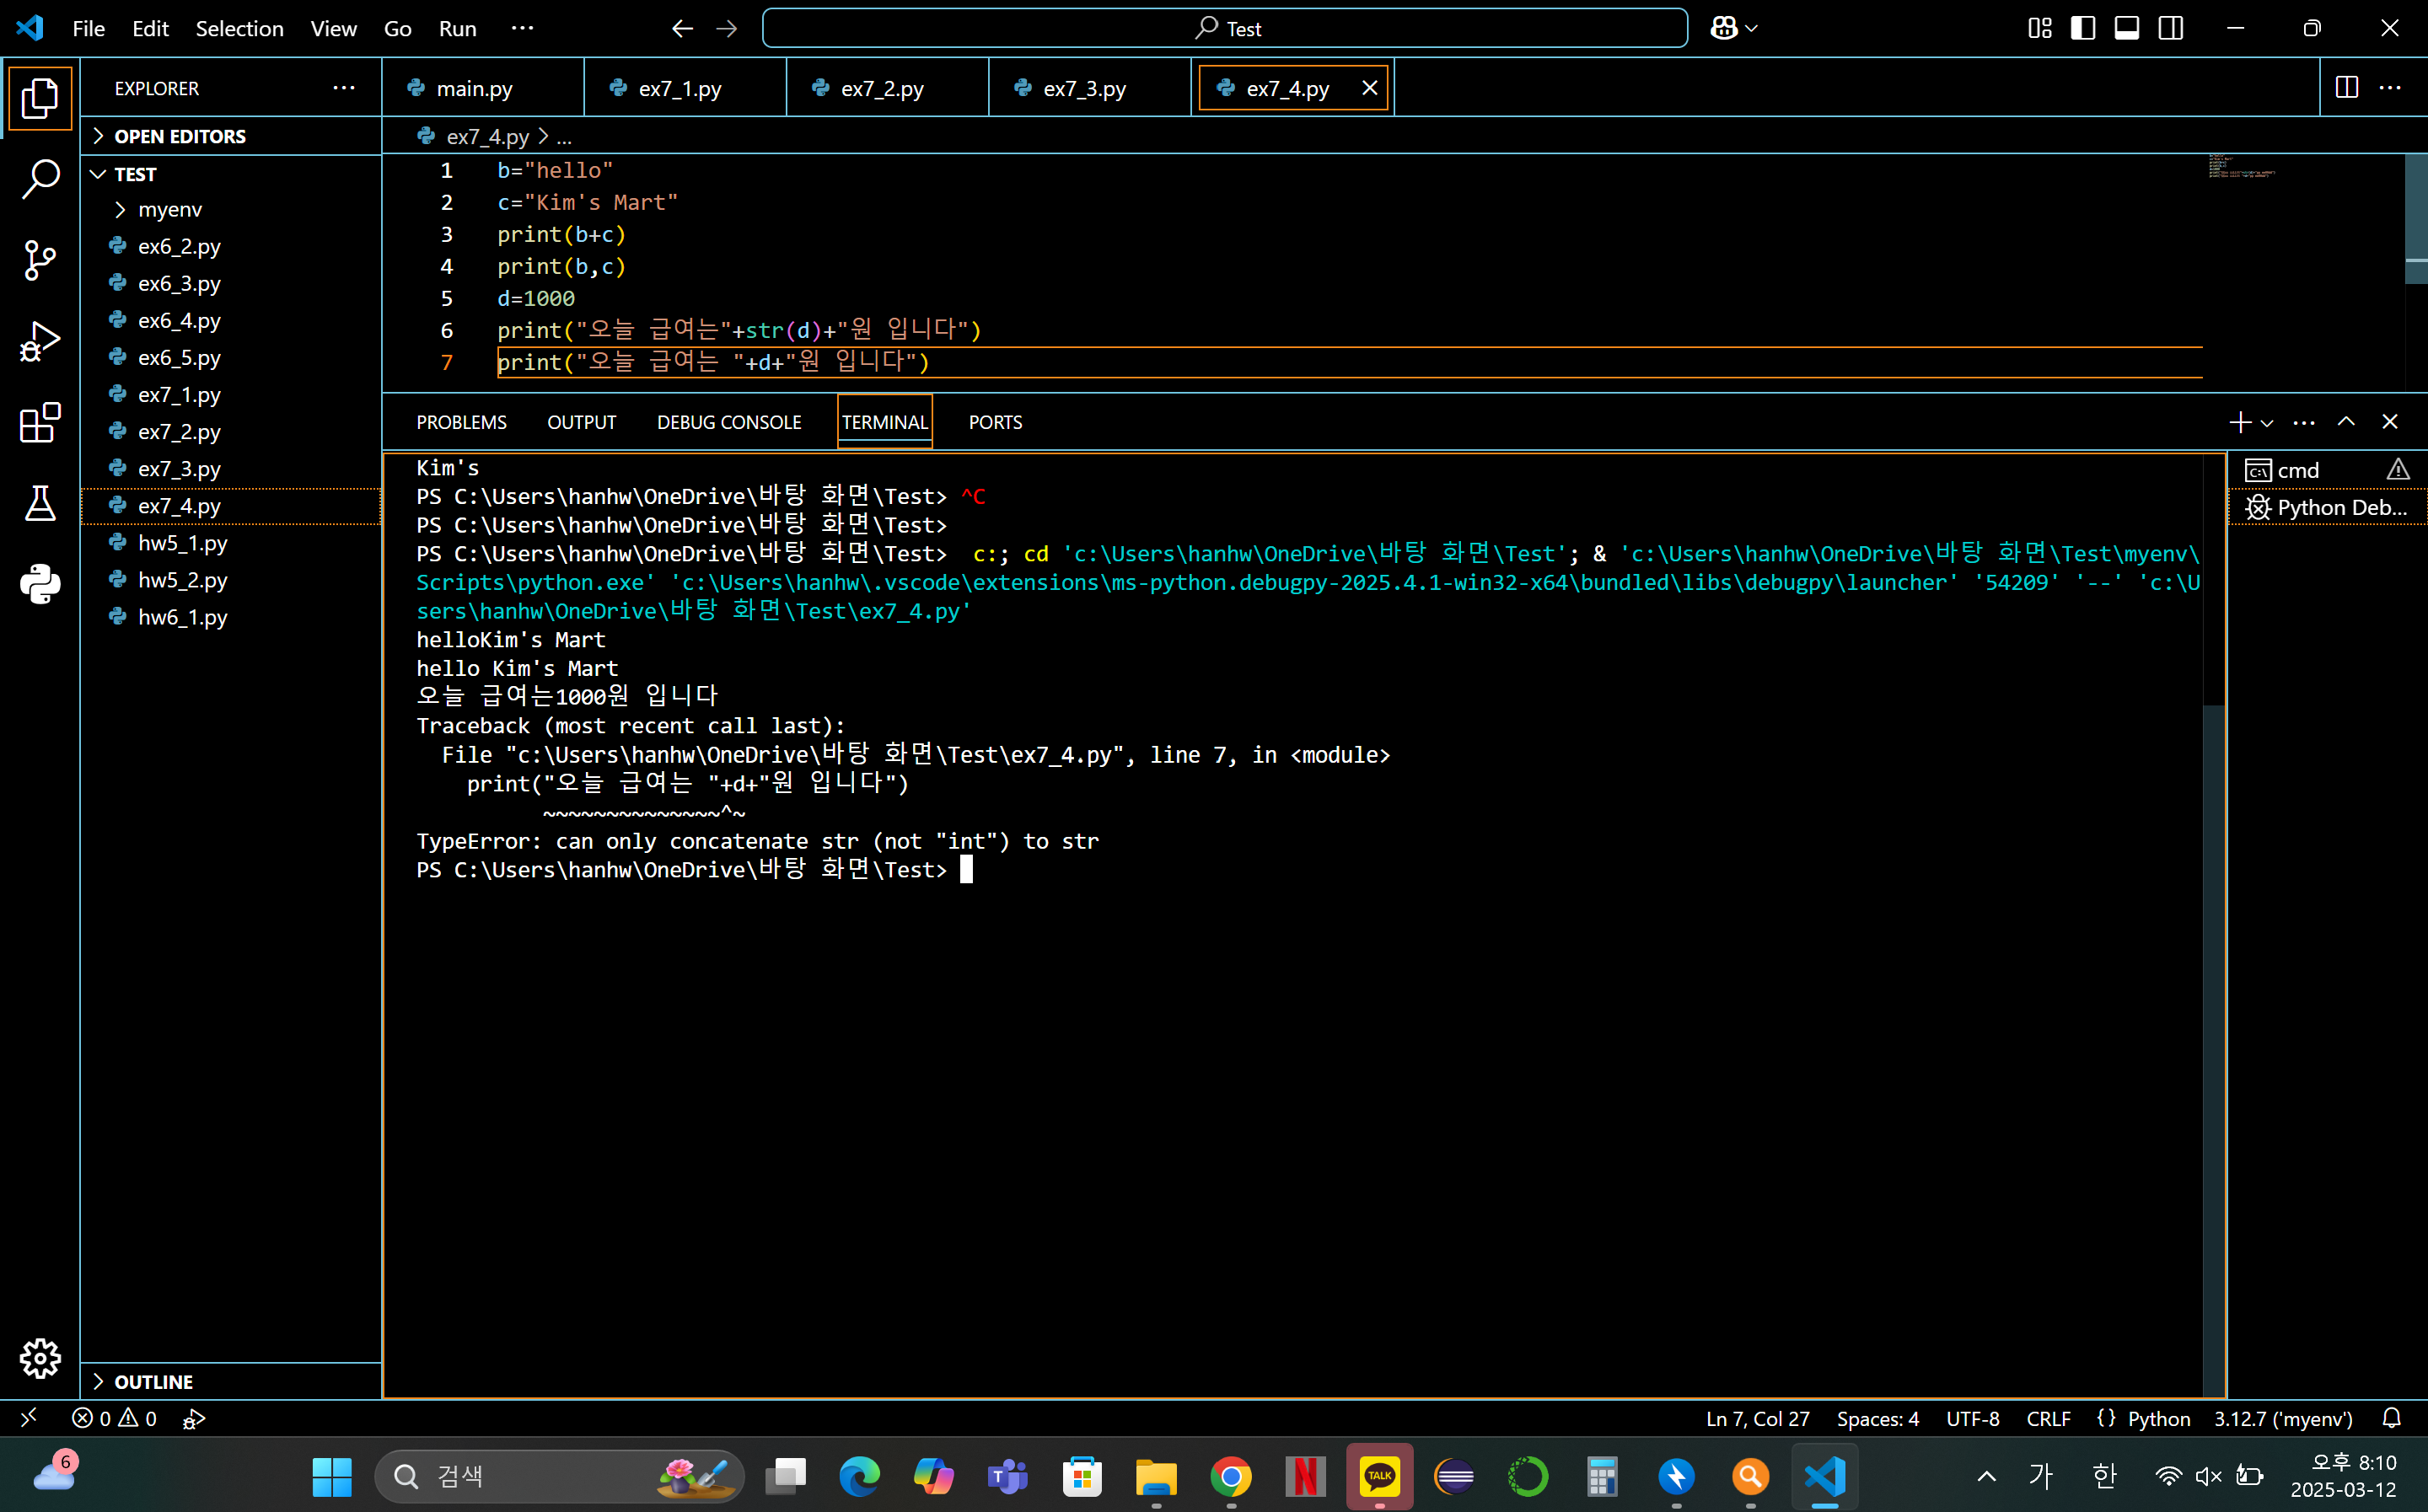 File Edit Selection View Go Run ···
Test
EXPLORER ···
main.py ex7_1.py ex7_2.py ex7_3.py ex7_4.py
OPEN EDITORS
ex7_4.py > ...
TEST
myenv
ex6_2.py
ex6_3.py
ex6_4.py
ex6_5.py
ex7_1.py
ex7_2.py
ex7_3.py
ex7_4.py
hw5_1.py
hw5_2.py
hw6_1.py
OUTLINE
1 b="hello"
2 c="Kim's Mart"
3 print(b+c)
4 print(b,c)
5 d=1000
6 print("오늘 급여는"+str(d)+"원 입니다")
7 print("오늘 급여는 "+d+"원 입니다")
PROBLEMS OUTPUT DEBUG CONSOLE TERMINAL PORTS
Kim's
PS C:\Users\hanhw\OneDrive\바탕 화면\Test> ^C
PS C:\Users\hanhw\OneDrive\바탕 화면\Test>
PS C:\Users\hanhw\OneDrive\바탕 화면\Test>  c:; cd 'c:\Users\hanhw\OneDrive\바탕 화면\Test'; & 'c:\Users\hanhw\OneDrive\바탕 화면\Test\myenv\
Scripts\python.exe' 'c:\Users\hanhw\.vscode\extensions\ms-python.debugpy-2025.4.1-win32-x64\bundled\libs\debugpy\launcher' '54209' '--' 'c:\U
sers\hanhw\OneDrive\바탕 화면\Test\ex7_4.py'
helloKim's Mart
hello Kim's Mart
오늘 급여는1000원 입니다
Traceback (most recent call last):
  File "c:\Users\hanhw\OneDrive\바탕 화면\Test\ex7_4.py", line 7, in <module>
    print("오늘 급여는 "+d+"원 입니다")
          ~~~~~~~~~~~~~~^~
TypeError: can only concatenate str (not "int") to str
PS C:\Users\hanhw\OneDrive\바탕 화면\Test>
cmd
Python Deb...
0 0
Ln 7, Col 27 Spaces: 4 UTF-8 CRLF {} Python 3.12.7 ('myenv')
6
검색
TALK
가 한
오후 8:10
2025-03-12